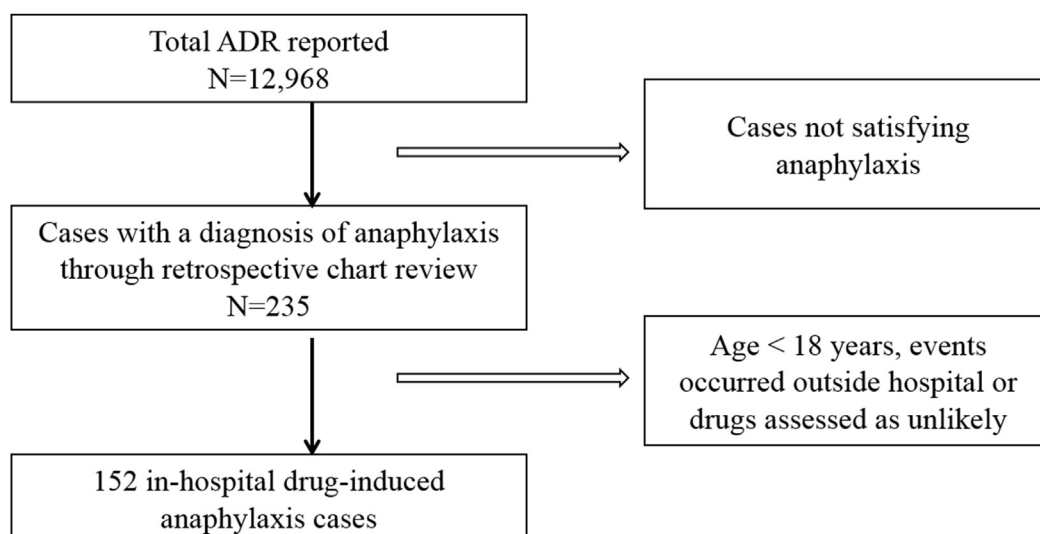 Total ADR reported
N=12,968
Cases not satisfying
anaphylaxis
Cases with a diagnosis of anaphylaxis
through retrospective chart review
N=235
Age < 18 years, events
occurred outside hospital or
drugs assessed as unlikely
152 in-hospital drug-induced
anaphylaxis cases